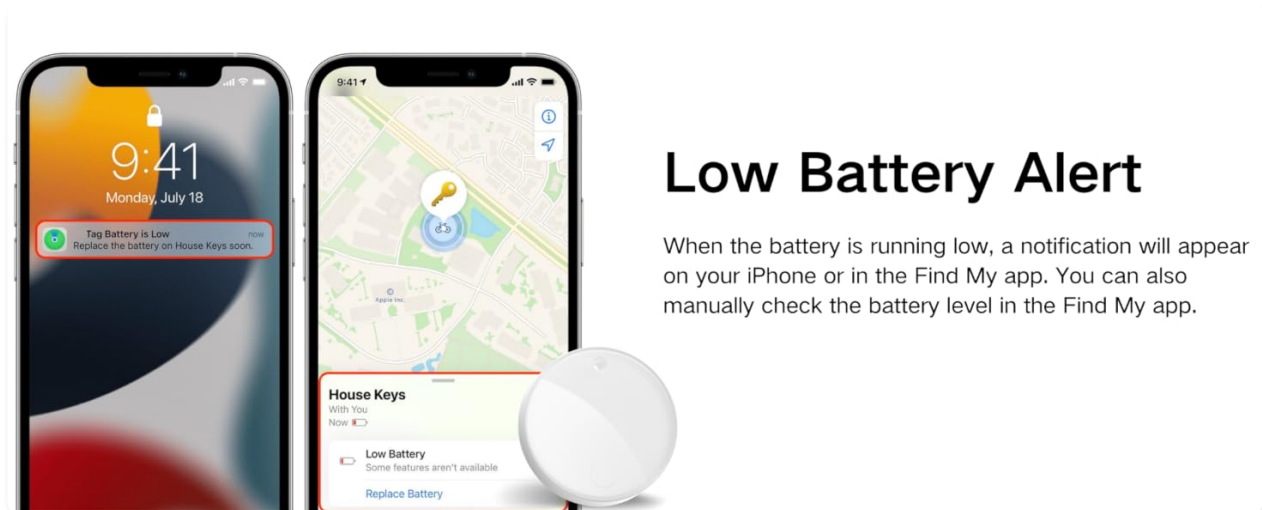 9:41
Monday, July 18
Tag Battery is Low
now
Replace the battery on House Keys soon.
9:41
Apple Inc.
House Keys
With You
Now
Low Battery
Some features aren't available
Replace Battery
Low Battery Alert
When the battery is running low, a notification will appear
on your iPhone or in the Find My app. You can also
manually check the battery level in the Find My app.